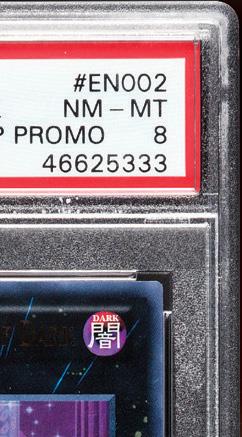 #EN002
NM - MT
P PROMO 8
46625333
DARK
闇